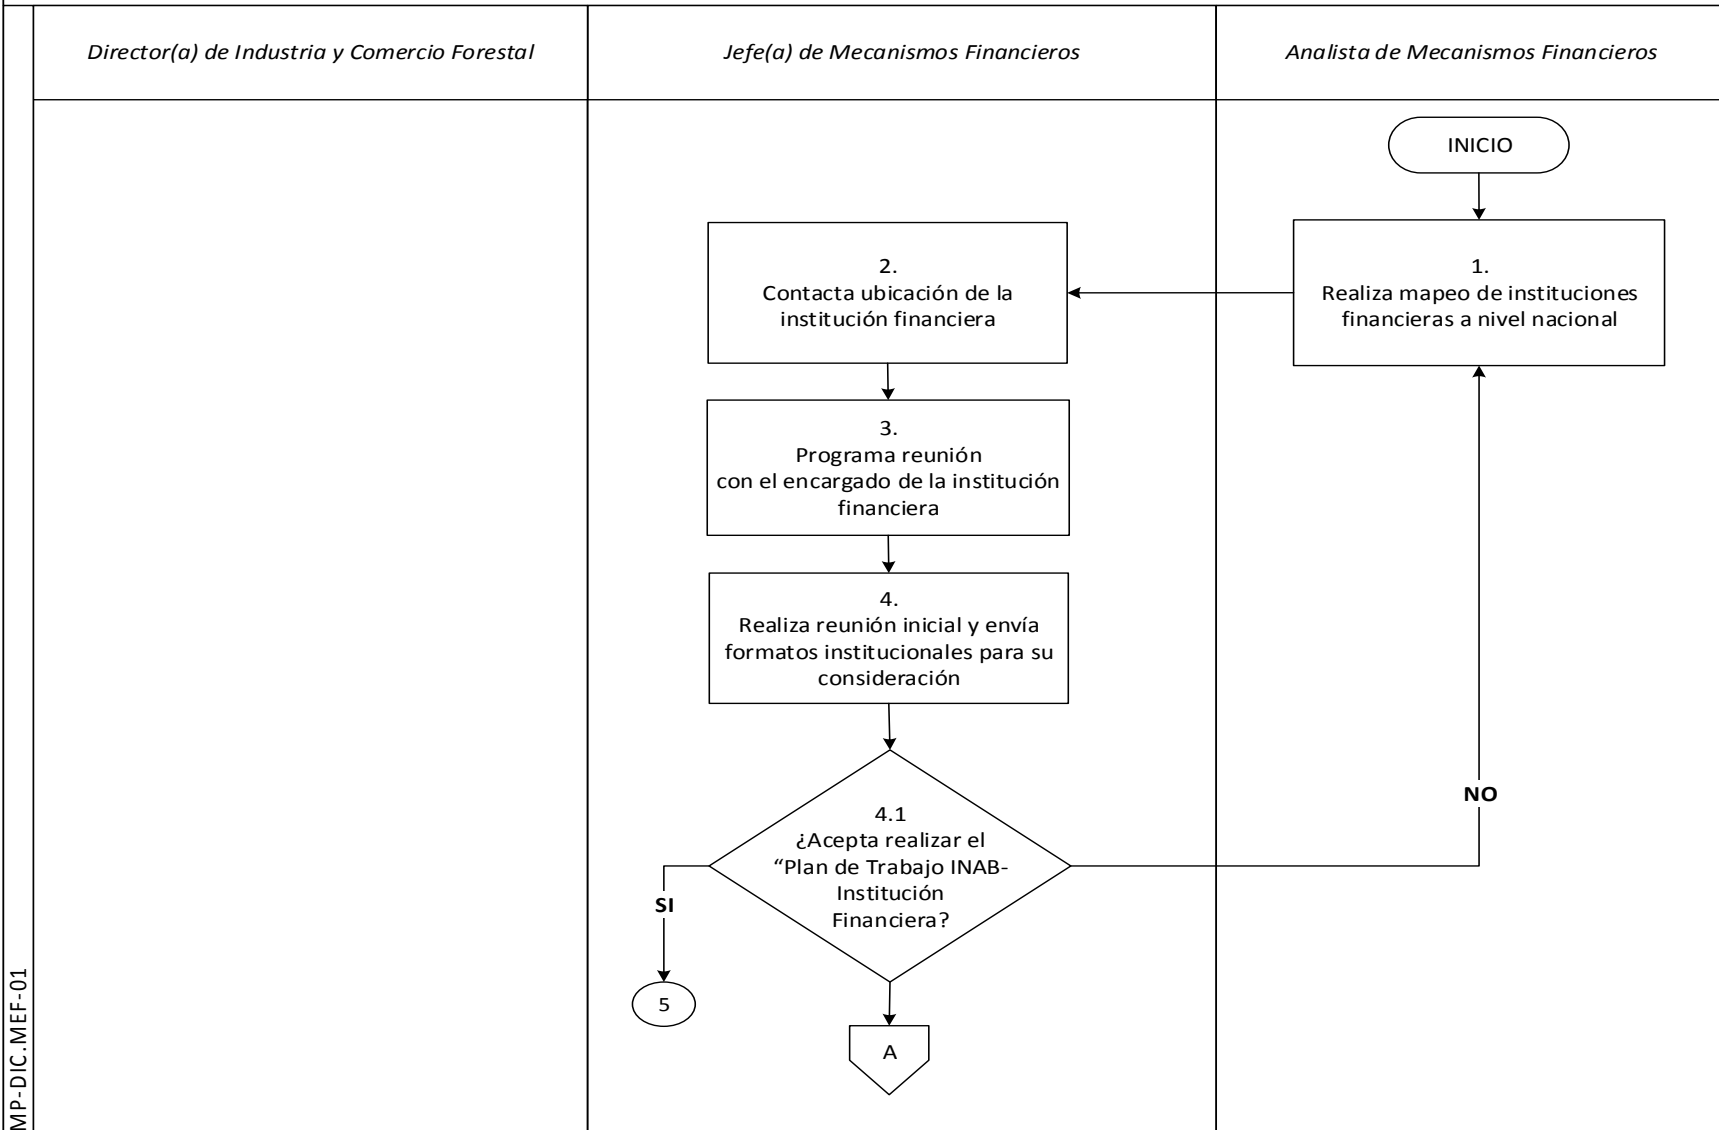 Director(a) de Industria y Comercio Forestal
Jefe(a) de Mecanismos Financieros
Analista de Mecanismos Financieros
INICIO
1.
Realiza mapeo de instituciones
financieras a nivel nacional
2.
Contacta ubicación de la
institución financiera
3.
Programa reunión
con el encargado de la institución
financiera
4.
Realiza reunión inicial y envía
formatos institucionales para su
consideración
4.1
¿Acepta realizar el
“Plan de Trabajo INAB-
Institución
Financiera?
NO
SI
5
A
MP-DIC.MEF-01